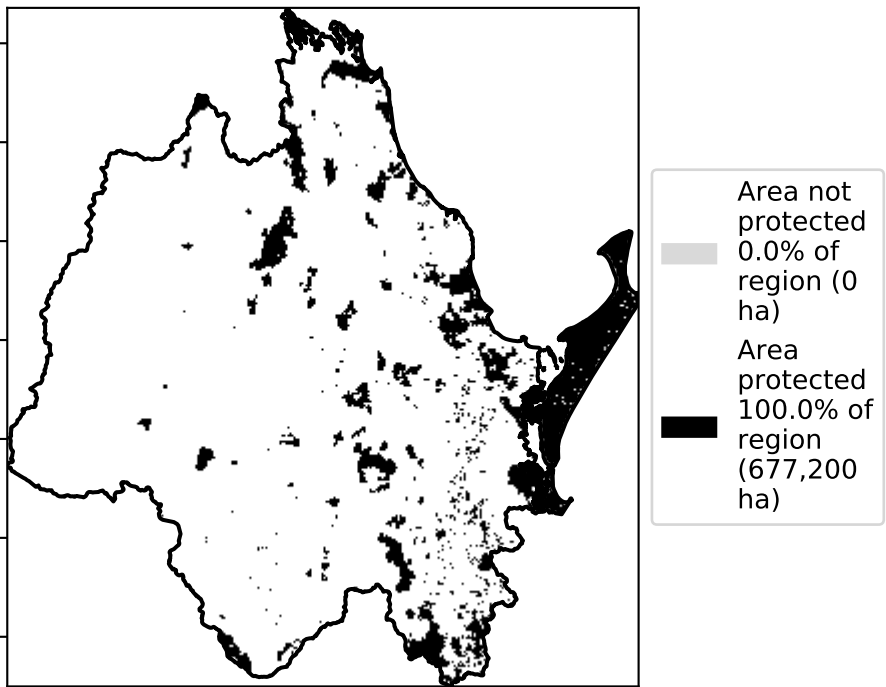 Area not
protected
0.0% of
region (0
ha)
Area
protected
100.0% of
region
(677,200
ha)